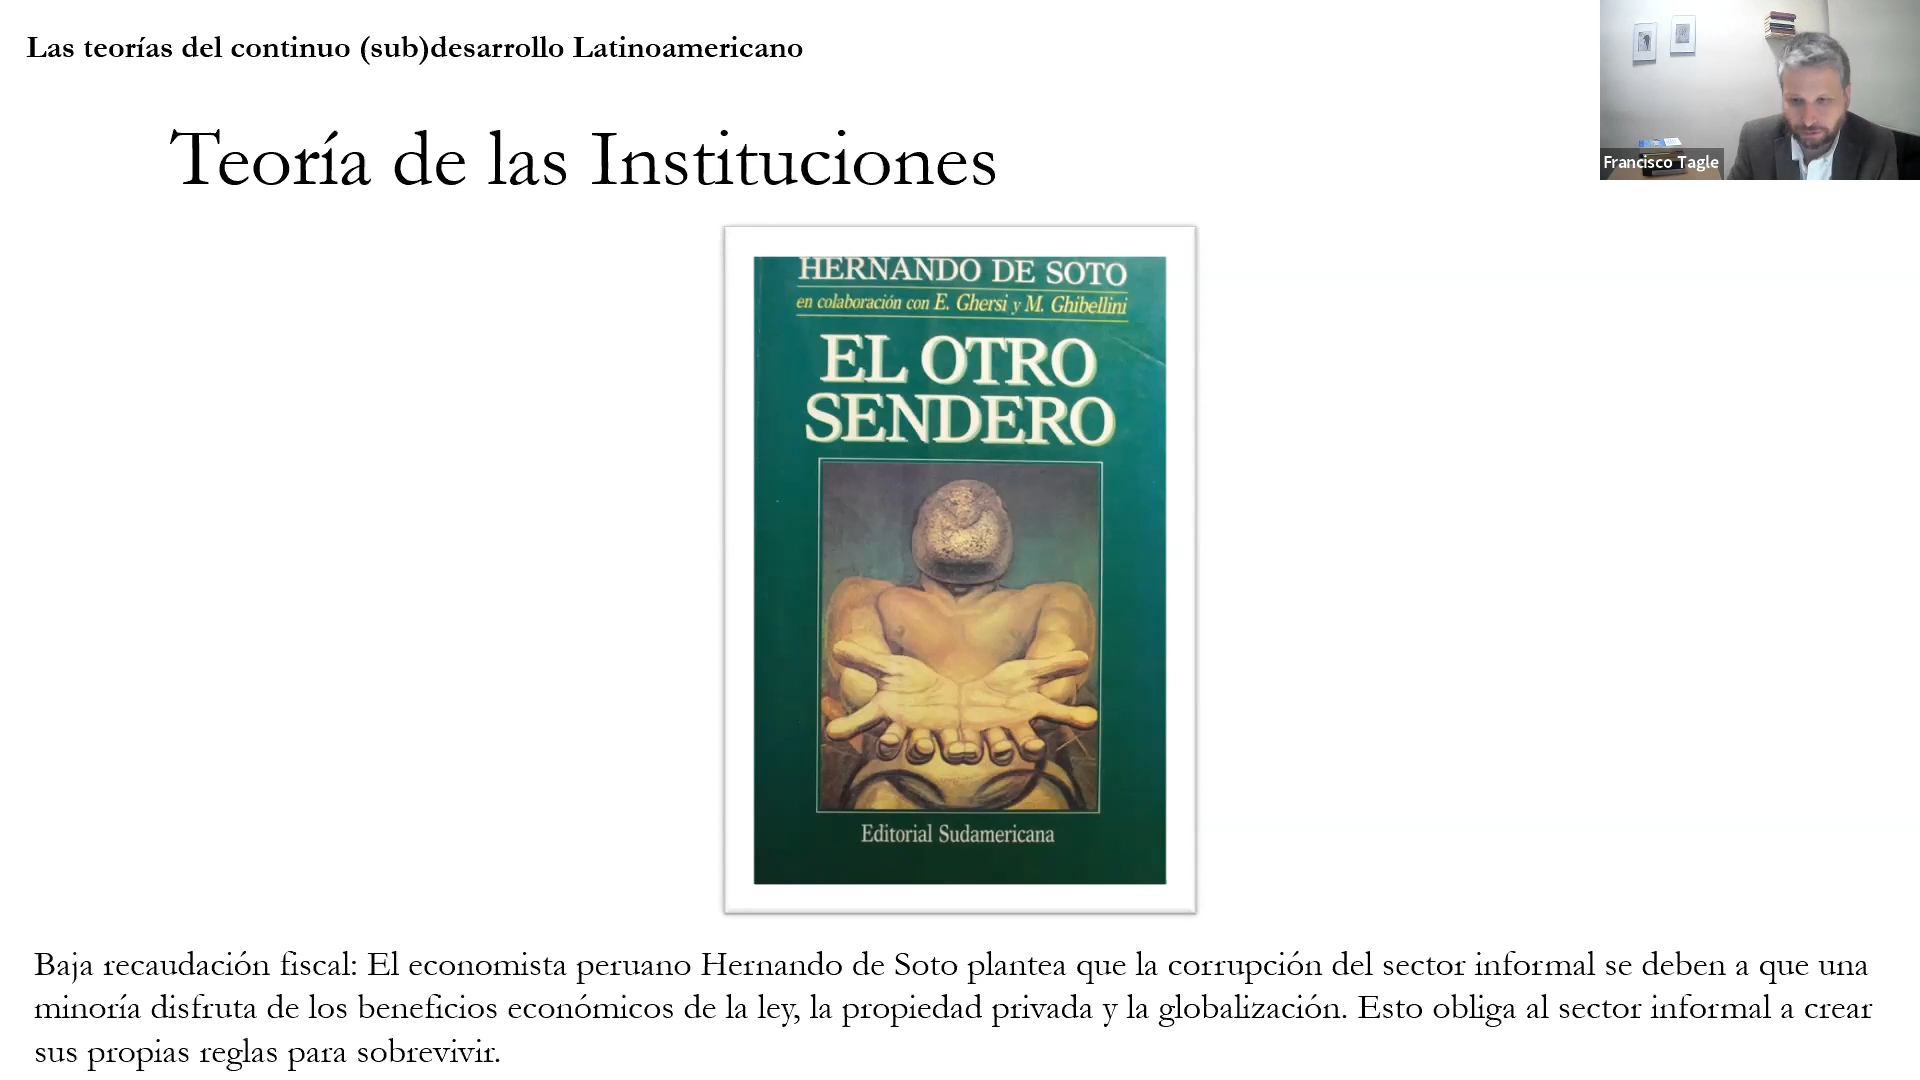 Las teorías del continuo (sub)desarrollo Latinoamericano
Francisco Tagle
Teoría de las Instituciones
HERNANDO DE SOTO
en colaboración con E. Ghersi y M. Ghibellini
EL OTRO
SENDERO
Editorial Sudamericana
Baja recaudación fiscal: El economista peruano Hernando de Soto plantea que la corrupción del sector informal se deben a que una
minoría disfruta de los beneficios económicos de la ley, la propiedad privada y la globalización. Esto obliga al sector informal a crear
sus propias reglas para sobrevivir.